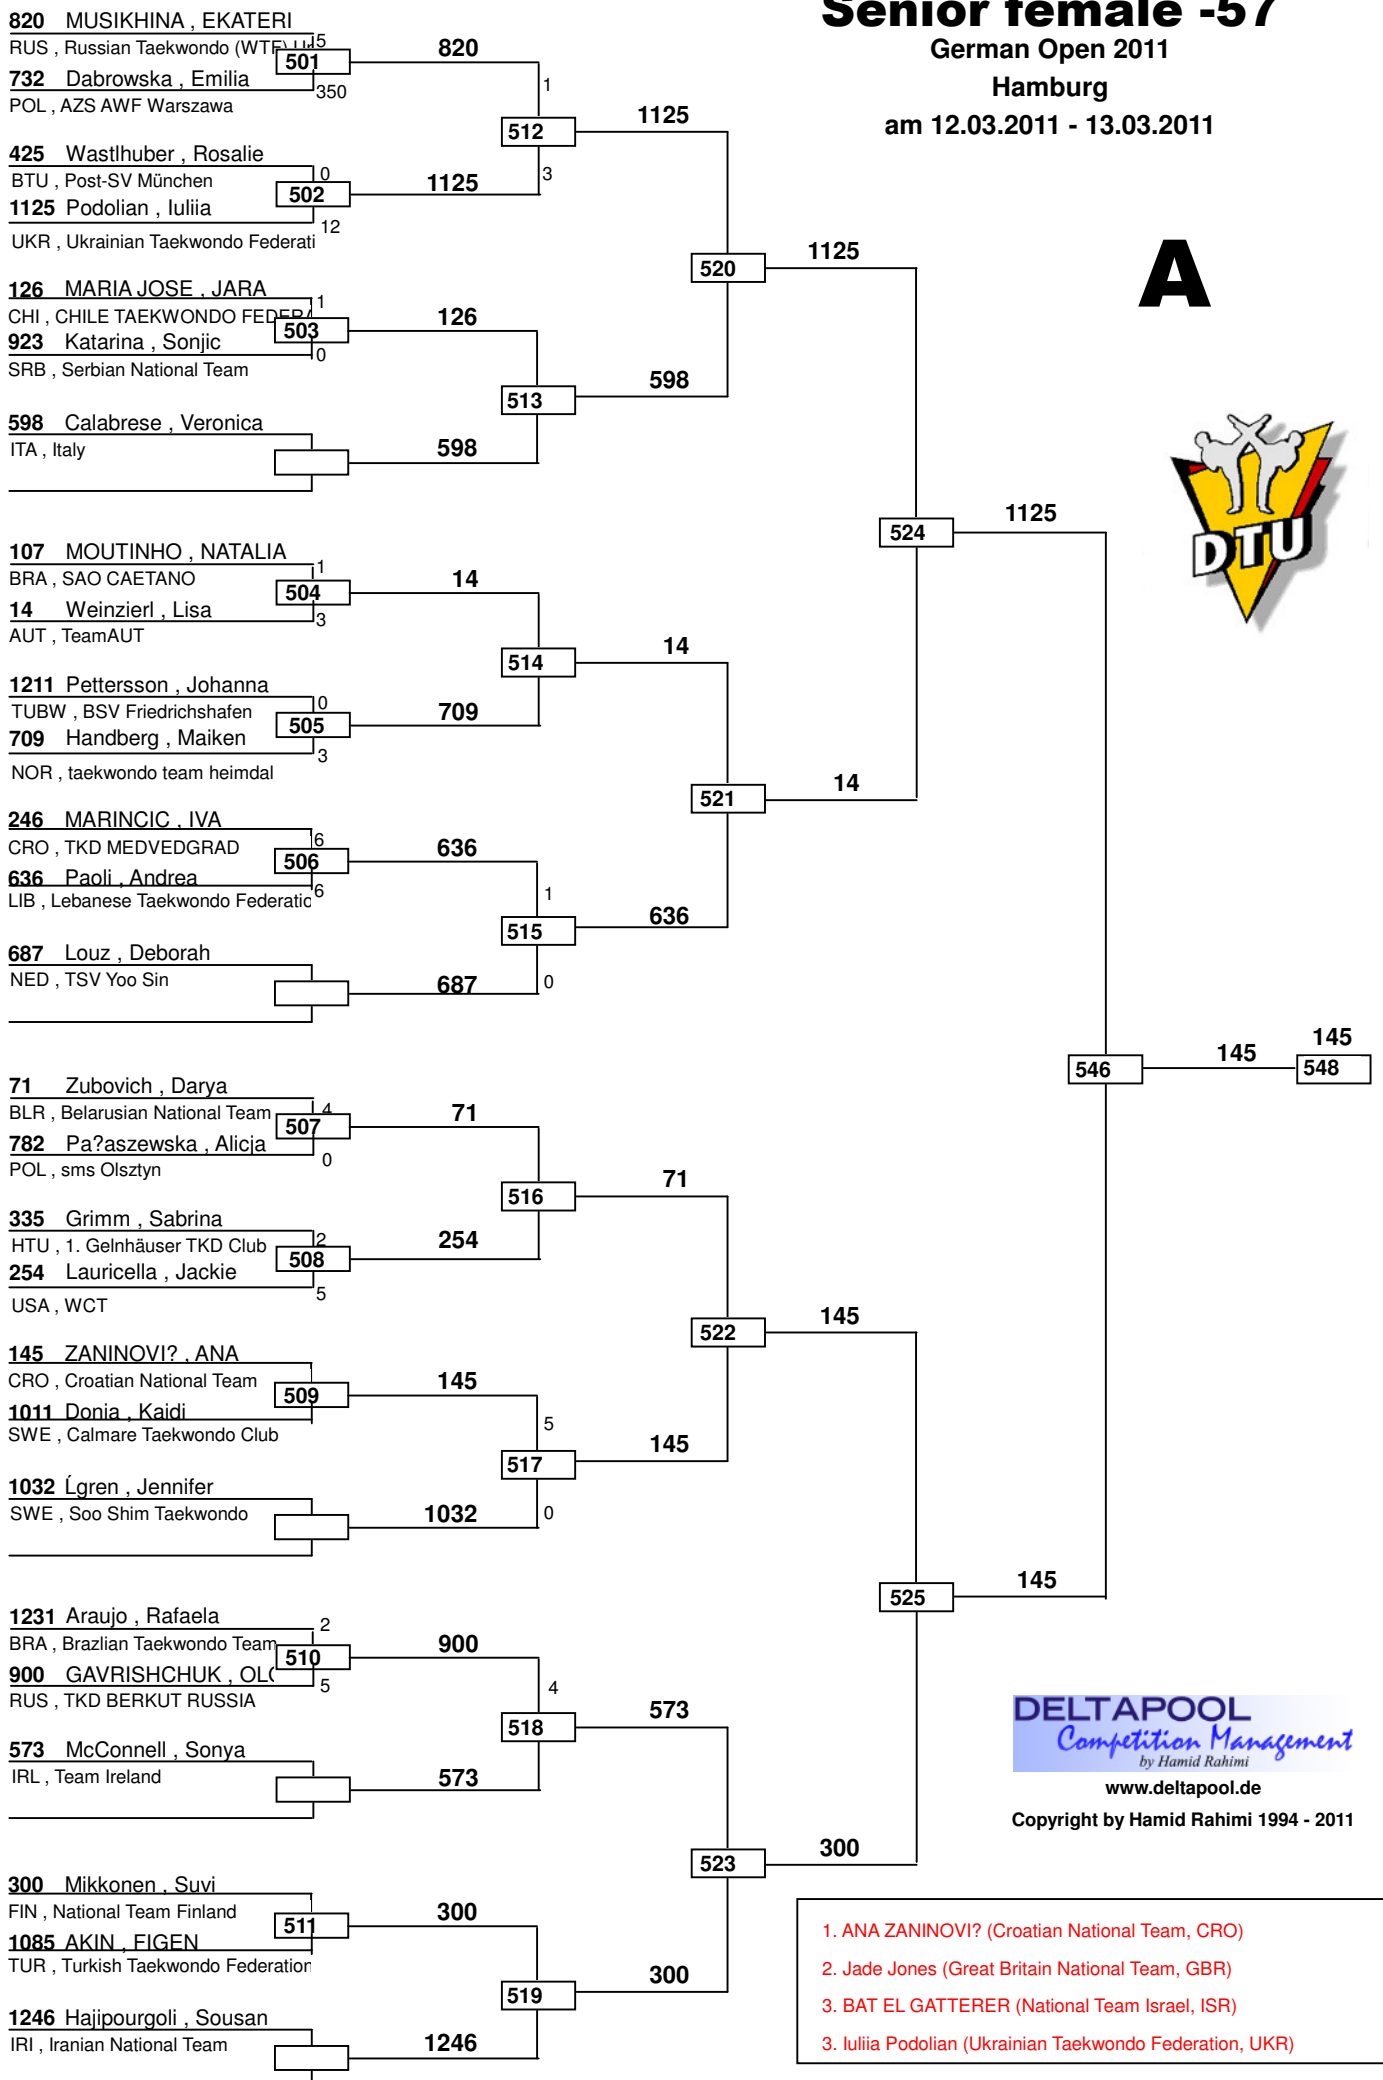 Senior female -57
German Open 2011
Hamburg
am 12.03.2011 - 13.03.2011
A
820 MUSIKHINA , EKATERI
RUS , Russian Taekwondo (WTF) Un
5
501
820
732 Dabrowska , Emilia
350
POL , AZS AWF Warszawa
1
512
1125
3
425 Wastlhuber , Rosalie
BTU , Post-SV München
0
502
1125
1125 Podolian , Iuliia
12
UKR , Ukrainian Taekwondo Federati
520
1125
126 MARIA JOSE , JARA
CHI , CHILE TAEKWONDO FEDERA
1
503
126
923 Katarina , Sonjic
0
SRB , Serbian National Team
513
598
598 Calabrese , Veronica
ITA , Italy
598
DTU
524
1125
107 MOUTINHO , NATALIA
BRA , SAO CAETANO
1
504
14
14 Weinzierl , Lisa
3
AUT , TeamAUT
514
14
1211 Pettersson , Johanna
TUBW , BSV Friedrichshafen
0
505
709
709 Handberg , Maiken
3
NOR , taekwondo team heimdal
521
14
246 MARINCIC , IVA
CRO , TKD MEDVEDGRAD
6
506
636
636 Paoli , Andrea
6
LIB , Lebanese Taekwondo Federatio
1
515
636
0
687 Louz , Deborah
NED , TSV Yoo Sin
687
546
145
145
548
71 Zubovich , Darya
BLR , Belarusian National Team
4
507
71
782 Pa?aszewska , Alicja
0
POL , sms Olsztyn
516
71
335 Grimm , Sabrina
HTU , 1. Gelnhäuser TKD Club
2
508
254
254 Lauricella , Jackie
5
USA , WCT
522
145
145 ZANINOVI? , ANA
CRO , Croatian National Team
509
145
1011 Donia , Kaidi
SWE , Calmare Taekwondo Club
5
517
145
0
1032 Ĺgren , Jennifer
SWE , Soo Shim Taekwondo
1032
525
145
1231 Araujo , Rafaela
BRA , Brazlian Taekwondo Team
2
510
900
900 GAVRISHCHUK , OLG
5
RUS , TKD BERKUT RUSSIA
4
518
573
573 McConnell , Sonya
IRL , Team Ireland
573
DELTAPOOL
Competition Management
by Hamid Rahimi
www.deltapool.de
Copyright by Hamid Rahimi 1994 - 2011
523
300
300 Mikkonen , Suvi
FIN , National Team Finland
511
300
1085 AKIN , FIGEN
TUR , Turkish Taekwondo Federation
519
300
1246 Hajipourgoli , Sousan
IRI , Iranian National Team
1246
1. ANA ZANINOVI? (Croatian National Team, CRO)
2. Jade Jones (Great Britain National Team, GBR)
3. BAT EL GATTERER (National Team Israel, ISR)
3. Iuliia Podolian (Ukrainian Taekwondo Federation, UKR)